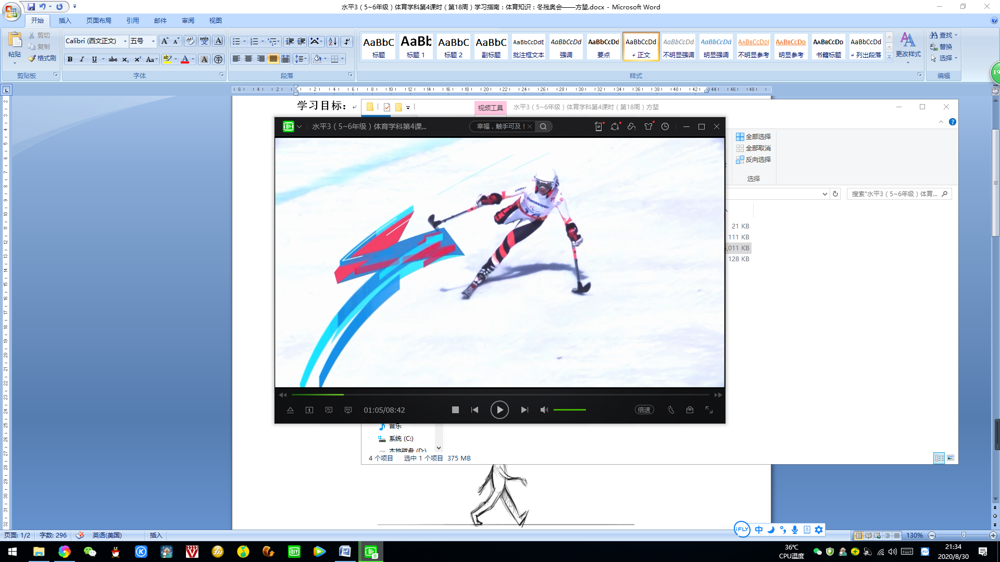 水平3（5~6年级）体育学科第4课时（第18周）学习指南：体育知识：冬残奥会——方堃.docx - Microsoft Word
开始 插入 页面布局 引用 邮件 审阅 视图
粘贴 剪切 复制 格式刷
Calibri (西文正文) 五号
AaBbC AaBb AaBbC AaBbC AaBbCcDdE AaBbCcDd AaBbCcDd AaBbCcDd AaBbCcDd AaBbCcDd AaBbCcDd AaBbCcDd AaBbCcDd AaBbCcDd
标题 标题 1 标题 2 副标题 批注框文本 强调 要点 正文 不明显强调 明显强调 不明显参考 明显参考 书籍标题 列出段落
更改样式 查找 替换 选择
剪贴板 字体 段落 样式 编辑
19
学习目标：
视频工具 水平3（5~6年级）体育学科第4课时（第18周）方堃
水平3（5~6年级）体育学科第4课... 幸福，触手可及！
全部选择
全部取消
反向选择
选择
搜索"水平3（5~6年级）体育...
21 KB
111 KB
,011 KB
128 KB
ziener
Panasonic
01:05/08:42 倍速
音乐
系统 (C:)
本地磁盘 (D:)
4 个项目 选中 1 个项目 375 MB
页面: 1/2 字数: 296 英语(美国) 插入
iFLY 中
130%
36℃
CPU温度
21:34
2020/8/30